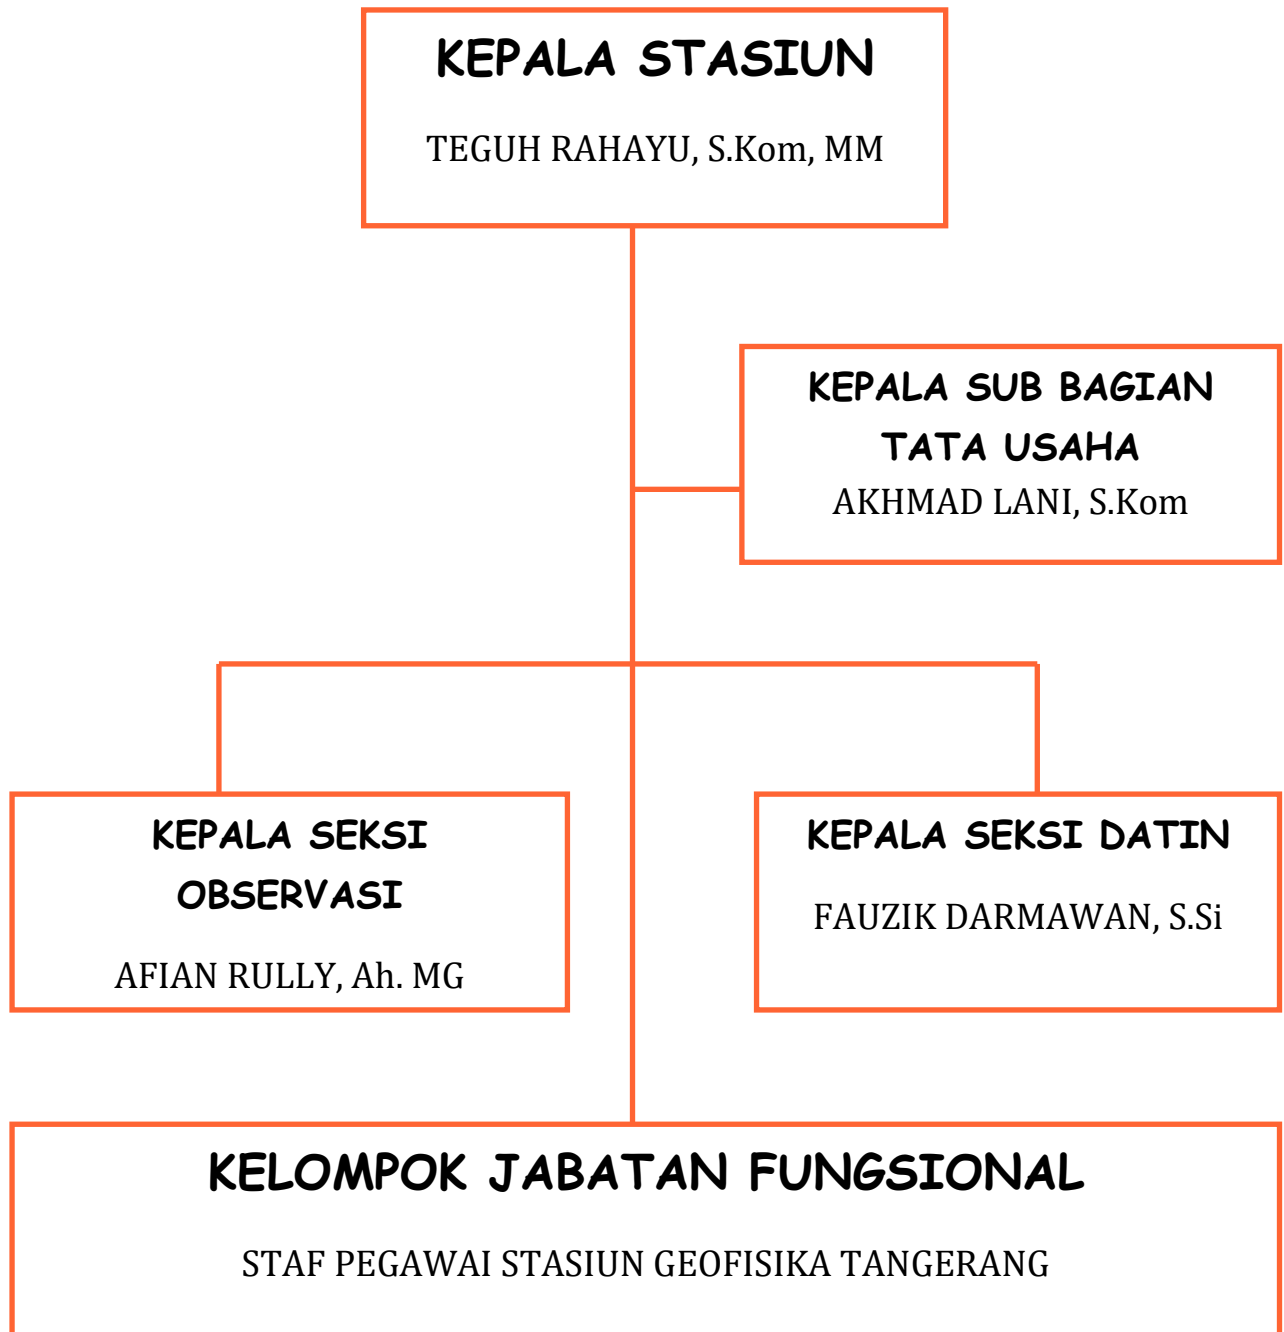 KEPALA STASIUN
TEGUH RAHAYU, S.Kom, MM
KEPALA SUB BAGIAN
TATA USAHA
AKHMAD LANI, S.Kom
KEPALA SEKSI
OBSERVASI
AFIAN RULLY, Ah. MG
KEPALA SEKSI DATIN
FAUZIK DARMAWAN, S.Si
KELOMPOK JABATAN FUNGSIONAL
STAF PEGAWAI STASIUN GEOFISIKA TANGERANG